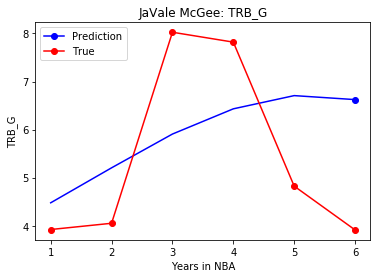 JaVale McGee: TRB_G
Prediction
True
8
7
6
5
4
TRB_G
1 2 3 4 5 6
Years in NBA